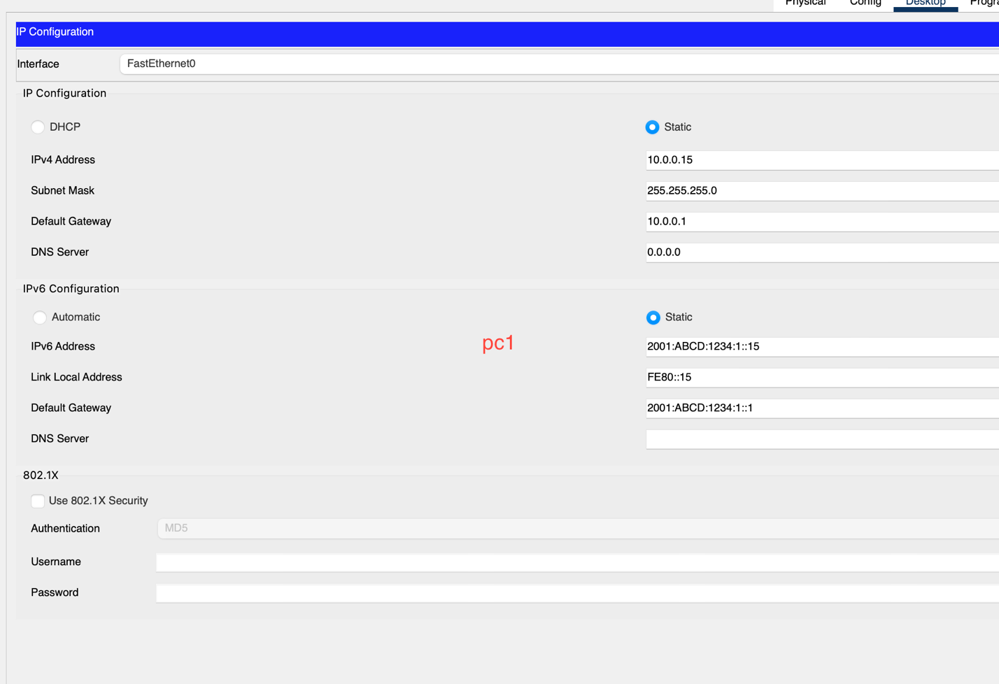 Physical Config Desktop
IP Configuration
Interface FastEthernet0
IP Configuration
DHCP Static
IPv4 Address 10.0.0.15
Subnet Mask 255.255.255.0
Default Gateway 10.0.0.1
DNS Server 0.0.0.0
IPv6 Configuration
Automatic Static
pc1
IPv6 Address 2001:ABCD:1234:1::15
Link Local Address FE80::15
Default Gateway 2001:ABCD:1234:1::1
DNS Server
802.1X
Use 802.1X Security
Authentication MD5
Username
Password